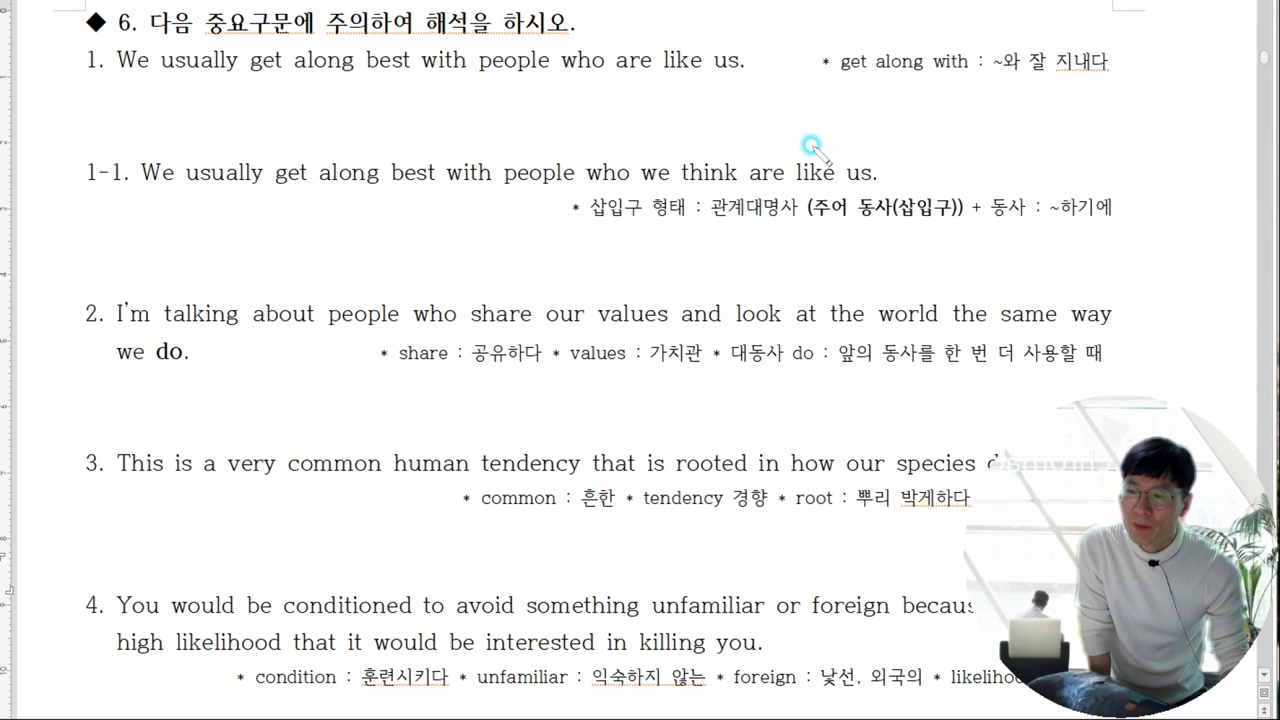 ◆ 6. 다음 중요구문에 주의하여 해석을 하시오.
1. We usually get along best with people who are like us. * get along with : ~와 잘 지내다
1-1. We usually get along best with people who we think are like us.
* 삽입구 형태 : 관계대명사 (주어 동사(삽입구)) + 동사 : ~하기에
2. I'm talking about people who share our values and look at the world the same way
we do. * share : 공유하다 * values : 가치관 * 대동사 do : 앞의 동사를 한 번 더 사용할 때
3. This is a very common human tendency that is rooted in how our species
* common : 흔한 * tendency 경향 * root : 뿌리 박게하다
4. You would be conditioned to avoid something unfamiliar or foreign
high likelihood that it would be interested in killing you.
* condition : 훈련시키다 * unfamiliar : 익숙하지 않는 * foreign : 낯선, 외국의 *